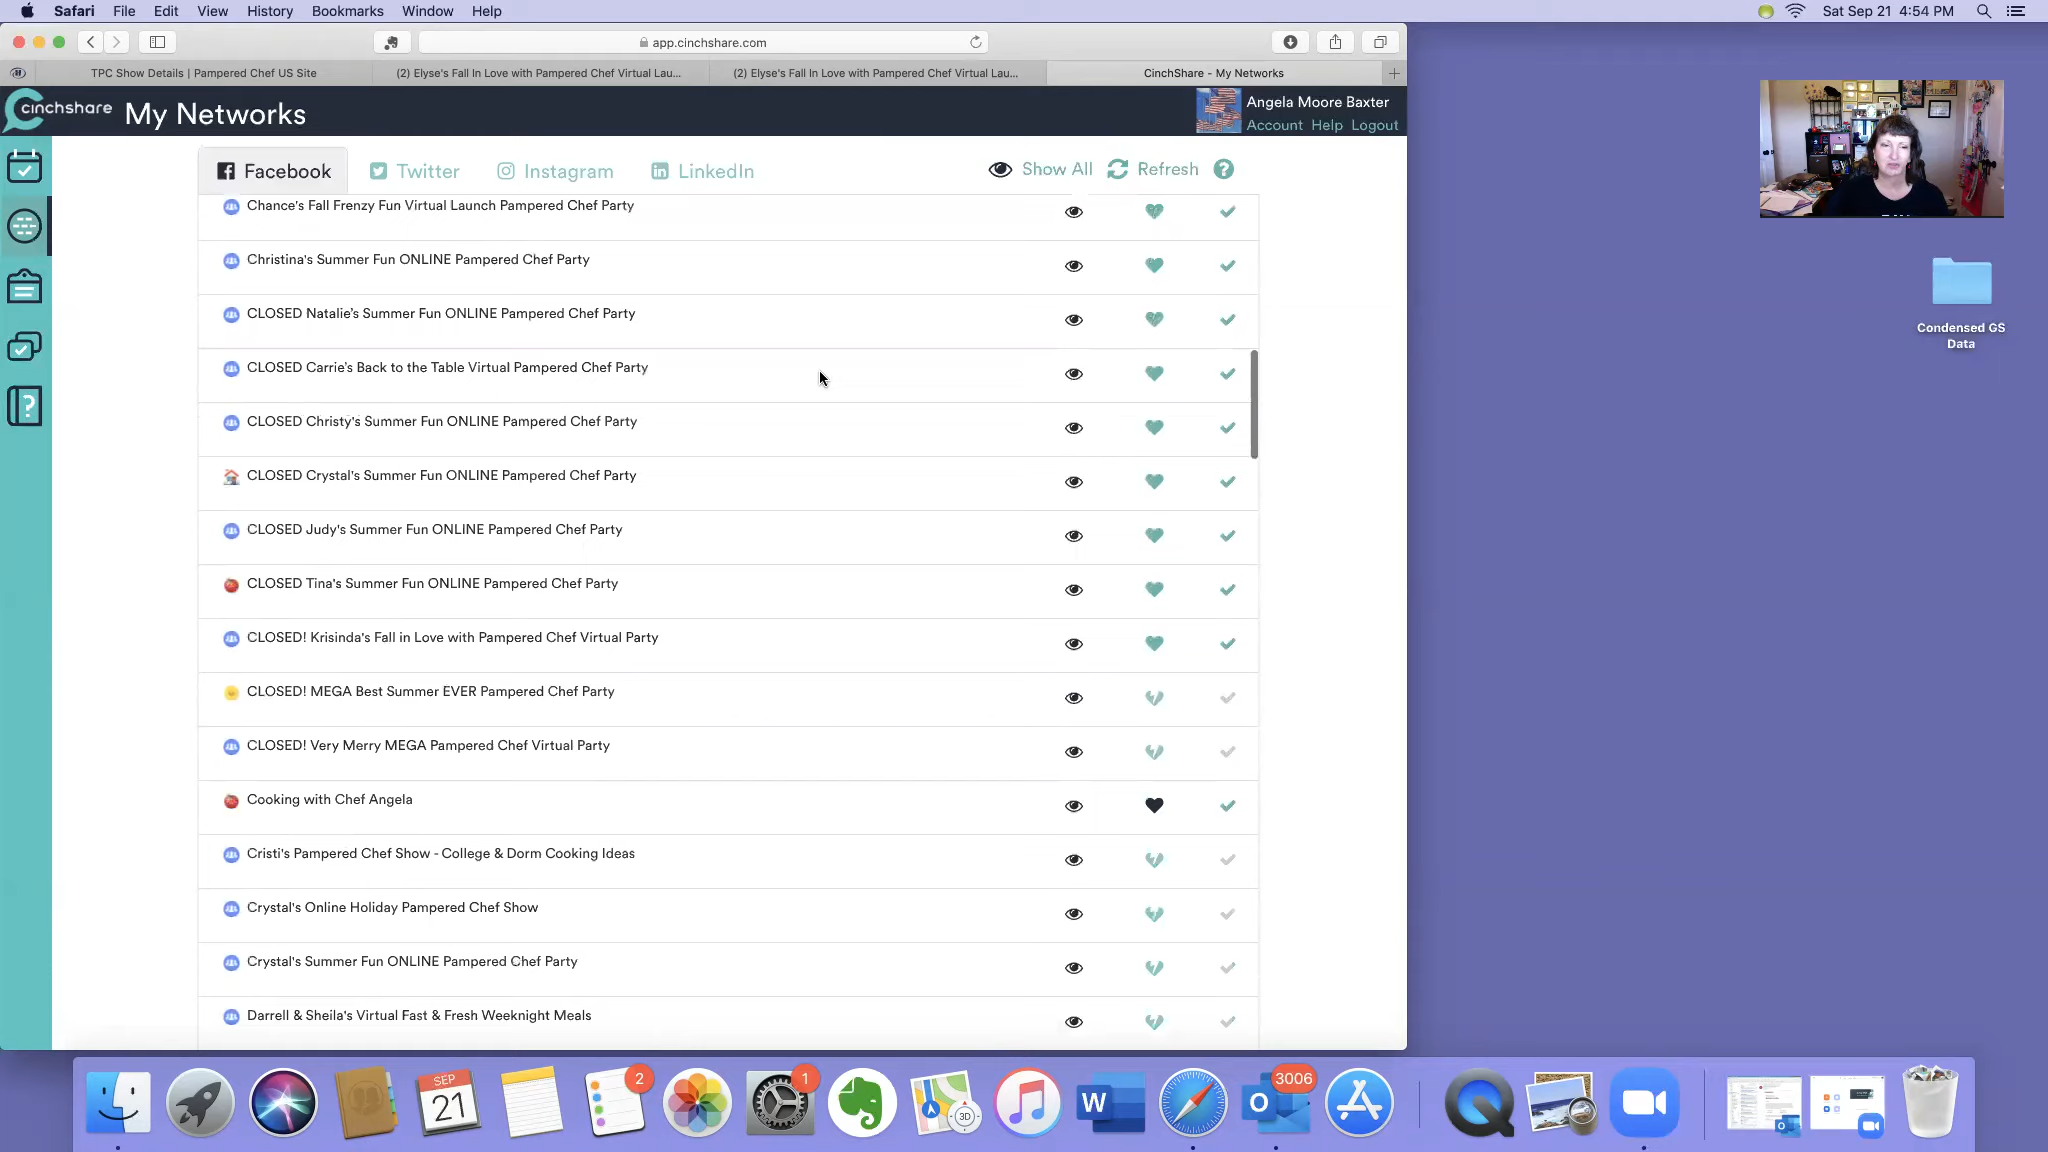 Safari File Edit View History Bookmarks Window Help Sat Sep 21 4:54 PM
app.cinchshare.com
TPC Show Details | Pampered Chef US Site (2) Elyse's Fall In Love with Pampered Chef Virtual Lau... (2) Elyse's Fall In Love with Pampered Chef Virtual Lau... CinchShare - My Networks
cinchshare My Networks Angela Moore Baxter
Account Help Logout
Facebook Twitter Instagram LinkedIn Show All Refresh ?
Chance's Fall Frenzy Fun Virtual Launch Pampered Chef Party
Christina's Summer Fun ONLINE Pampered Chef Party
CLOSED Natalie's Summer Fun ONLINE Pampered Chef Party
CLOSED Carrie's Back to the Table Virtual Pampered Chef Party
CLOSED Christy's Summer Fun ONLINE Pampered Chef Party
CLOSED Crystal's Summer Fun ONLINE Pampered Chef Party
CLOSED Judy's Summer Fun ONLINE Pampered Chef Party
CLOSED Tina's Summer Fun ONLINE Pampered Chef Party
CLOSED! Krisinda's Fall in Love with Pampered Chef Virtual Party
CLOSED! MEGA Best Summer EVER Pampered Chef Party
CLOSED! Very Merry MEGA Pampered Chef Virtual Party
Cooking with Chef Angela
Cristi's Pampered Chef Show - College & Dorm Cooking Ideas
Crystal's Online Holiday Pampered Chef Show
Crystal's Summer Fun ONLINE Pampered Chef Party
Darrell & Sheila's Virtual Fast & Fresh Weeknight Meals
Condensed GS
Data
SEP
21
2
1
3D
W
O
3006